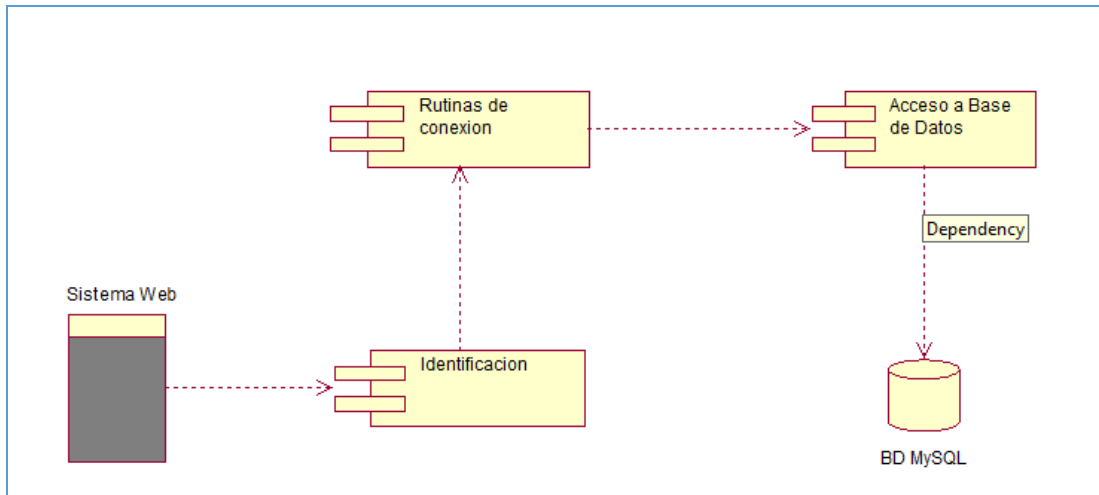 Rutinas de
conexion
Acceso a Base
de Datos
Dependency
Sistema Web
Identificacion
BD MySQL